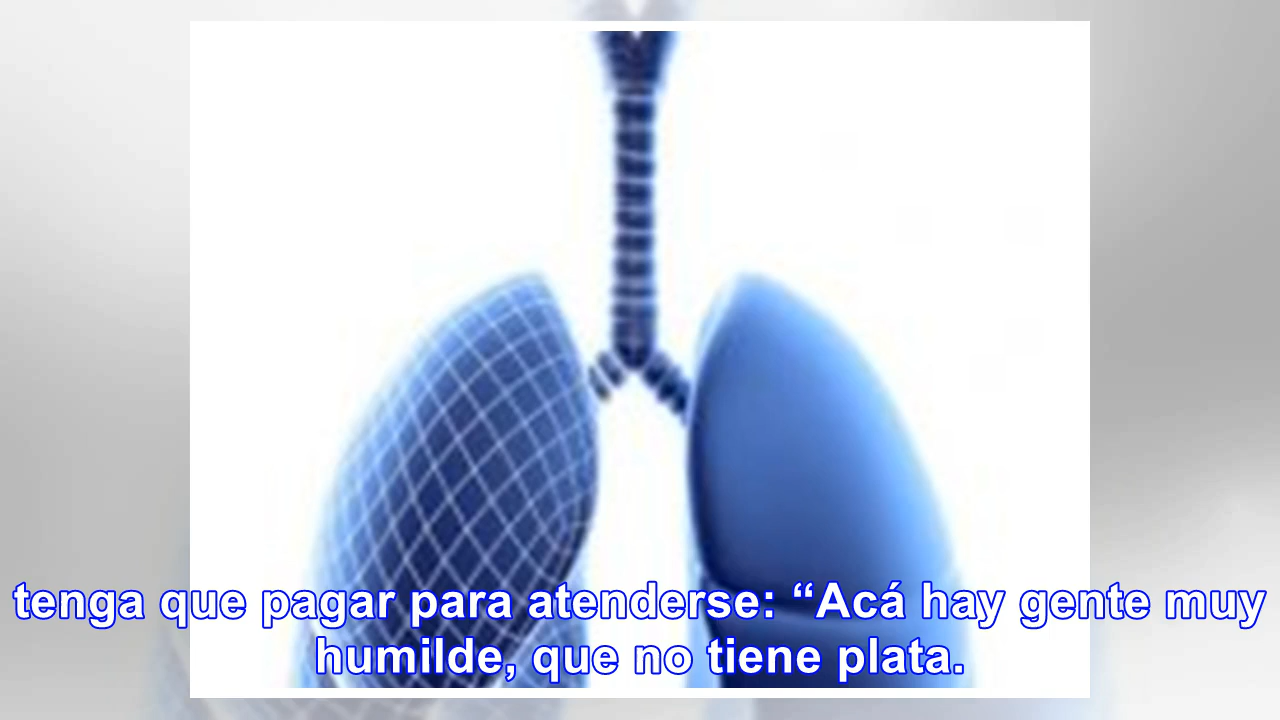 tenga que pagar para atenderse: “Acá hay gente muy
humilde, que no tiene plata.